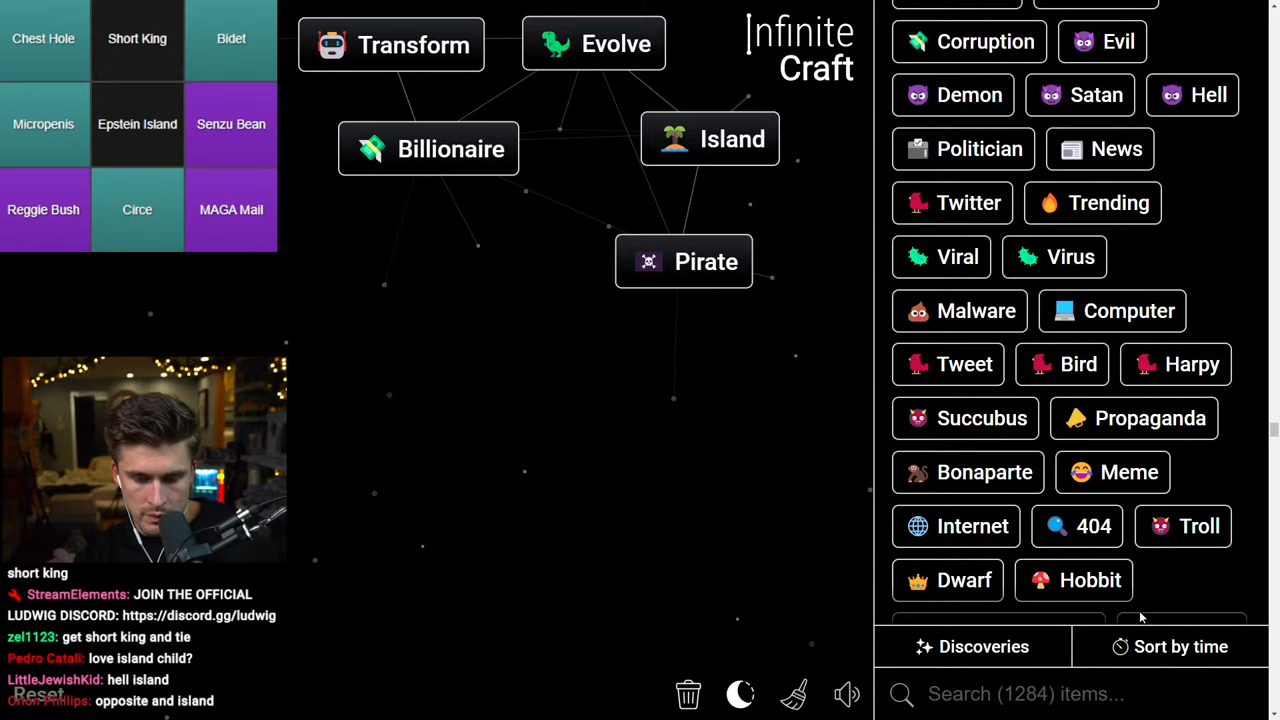 Chest Hole
Short King
Bidet
Micropenis
Epstein Island
Senzu Bean
Reggie Bush
Circe
MAGA Mail
Transform
Evolve
Billionaire
Island
Pirate
Infinite
Craft
Corruption
Evil
Demon
Satan
Hell
Politician
News
Twitter
Trending
Viral
Virus
Malware
Computer
Tweet
Bird
Harpy
Succubus
Propaganda
Bonaparte
Meme
Internet
404
Troll
Dwarf
Hobbit
Discoveries
Sort by time
Search (1284) items...
short king
StreamElements: JOIN THE OFFICIAL
LUDWIG DISCORD: https://discord.gg/ludwig
zel1123: get short king and tie
Pedro Catali: love island child?
LittleJewishKid: hell island
Orion Phillips: opposite and island
Reset